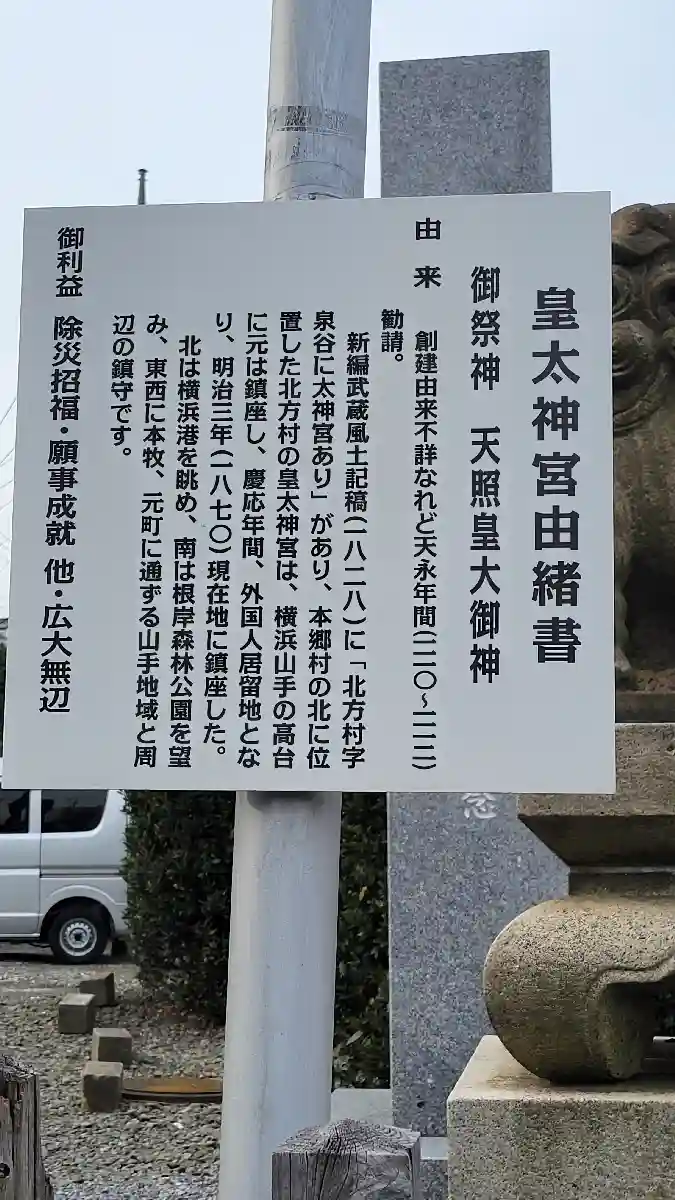 皇太神宮由緒書
御祭神 天照皇大御神
由来 創建由来不詳なれど天永年間(一一一〇～一一一二)
勧請。
新編武蔵風土記稿(一八二八)に「北方村字
泉谷に太神宮あり」があり、本郷村の北に位
置した北方村の皇太神宮は、横浜山手の高台
に元は鎮座し、慶応年間、外国人居留地とな
り、明治三年(一八七〇)現在地に鎮座した。
北は横浜港を眺め、南は根岸森林公園を望
み、東西に本牧、元町に通ずる山手地域と周
辺の鎮守です。
御利益 除災招福・願事成就 他・広大無辺
念